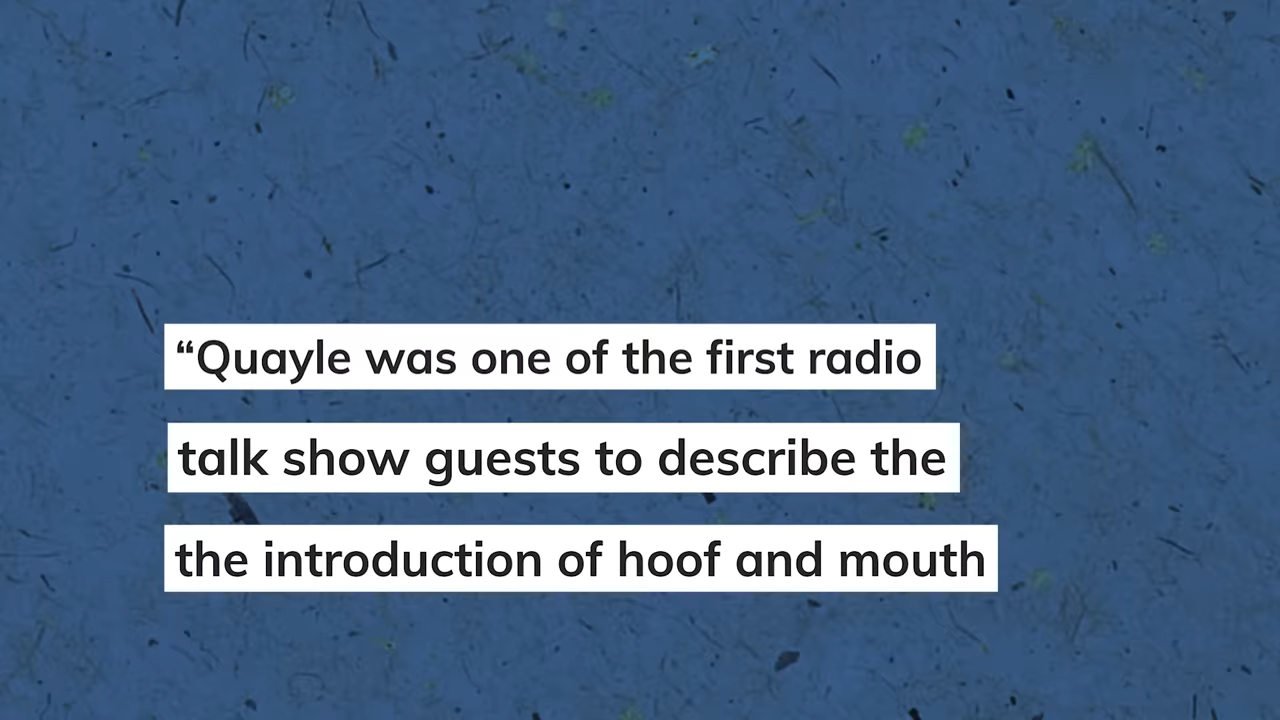 “Quayle was one of the first radio
talk show guests to describe the
the introduction of hoof and mouth